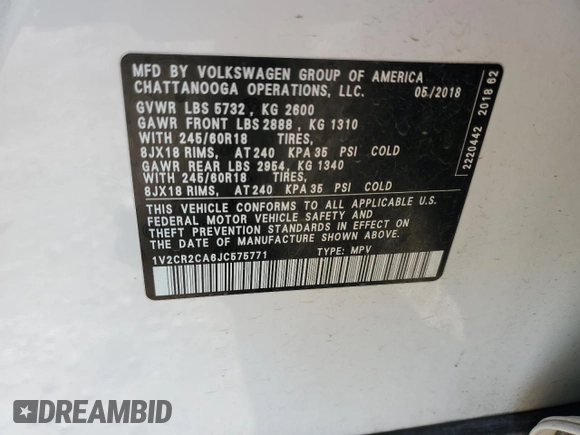 MFD BY VOLKSWAGEN GROUP OF AMERICA
CHATTANOOGA OPERATIONS, LLC. 05/2018
GVWR LBS 5732 , KG 2600
GAWR FRONT LBS 2888 , KG 1310
WITH 245/60R18 TIRES,
8JX18 RIMS, AT 240 KPA 35 PSI COLD
GAWR REAR LBS 2954, KG 1340
WITH 245/60R18 TIRES,
8JX18 RIMS, AT 240 KPA 35 PSI COLD
THIS VEHICLE CONFORMS TO ALL APPLICABLE U.S.
FEDERAL MOTOR VEHICLE SAFETY AND
THEFT PREVENTION STANDARDS IN EFFECT ON
THE DATE OF MANUFACTURE SHOWN ABOVE.
1V2CR2CA6JC575771 TYPE: MPV
2220442 2018 62
DREAMBID